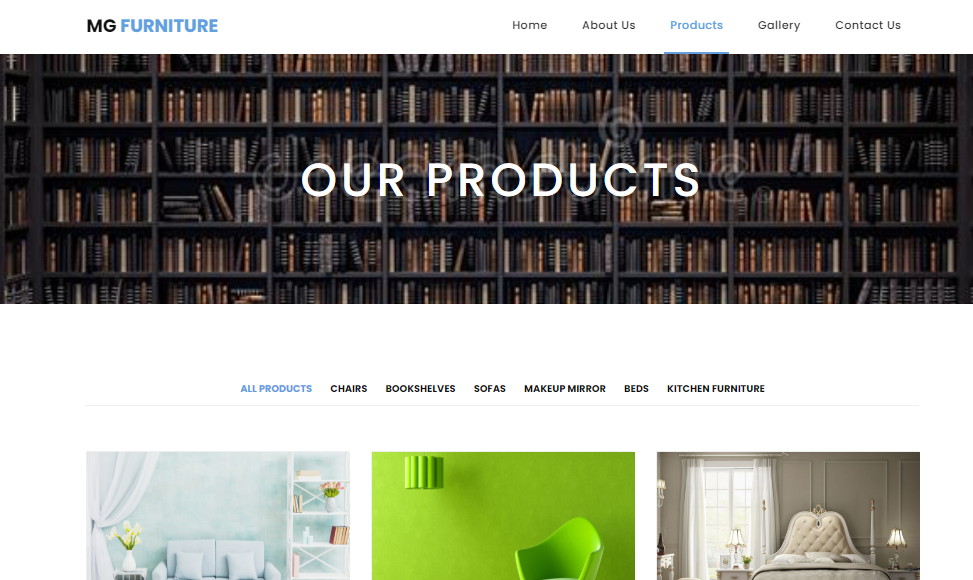 MG FURNITURE
Home About Us Products Gallery Contact Us
OUR PRODUCTS
ALL PRODUCTS CHAIRS BOOKSHELVES SOFAS MAKEUP MIRROR BEDS KITCHEN FURNITURE